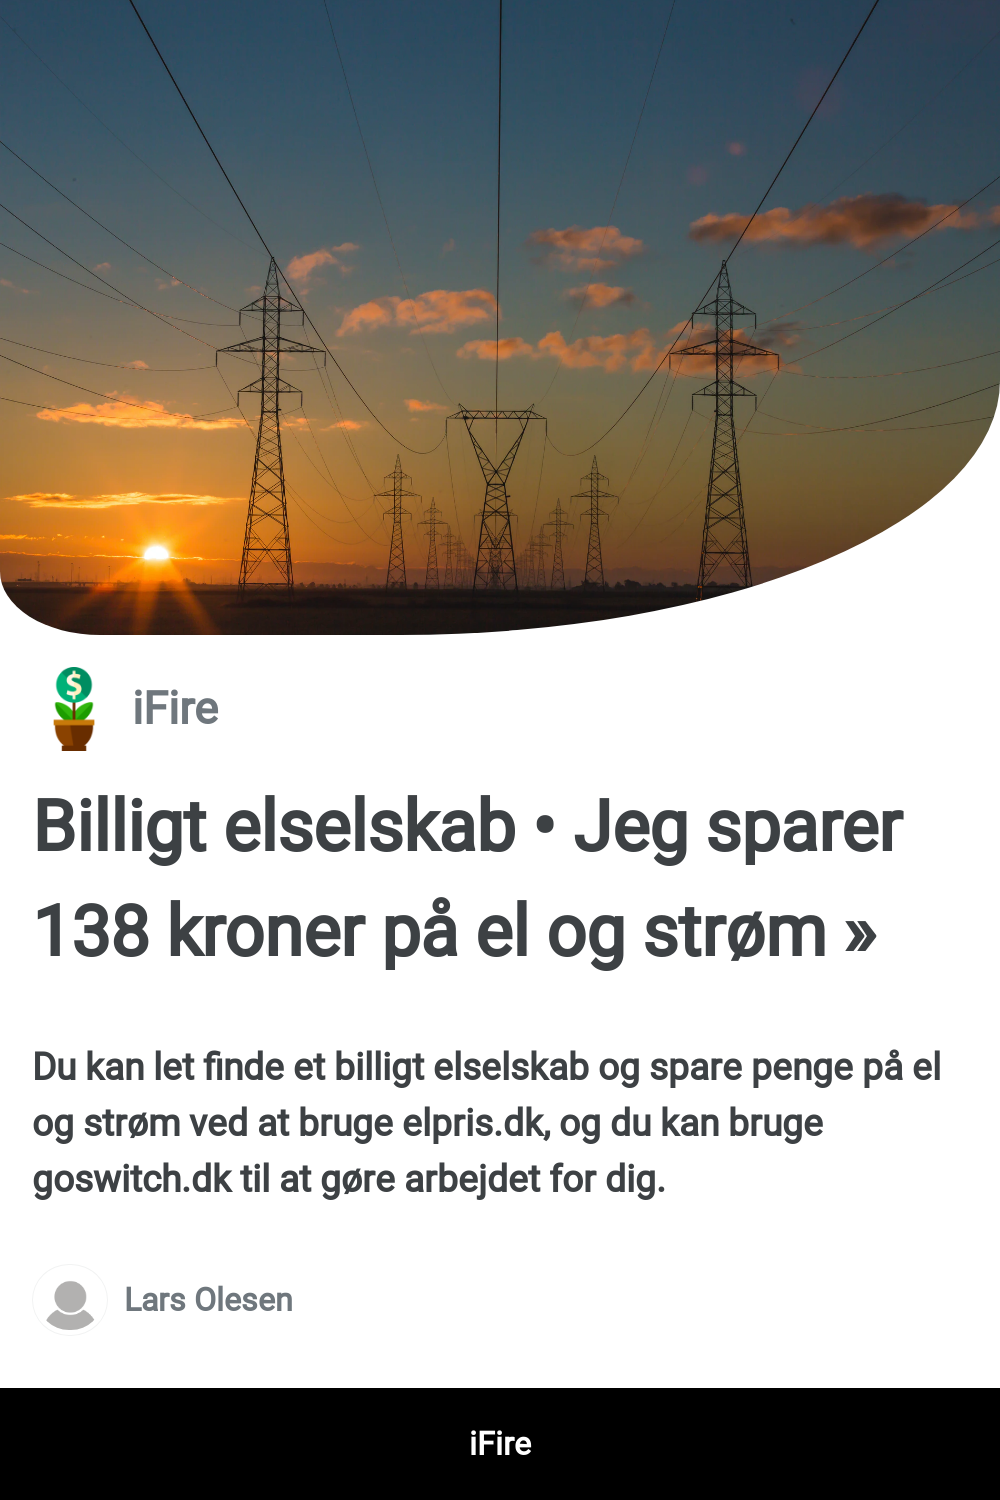 $
iFire
Billigt elselskab • Jeg sparer
138 kroner på el og strøm »
Du kan let finde et billigt elselskab og spare penge på el
og strøm ved at bruge elpris.dk, og du kan bruge
goswitch.dk til at gøre arbejdet for dig.
Lars Olesen
iFire